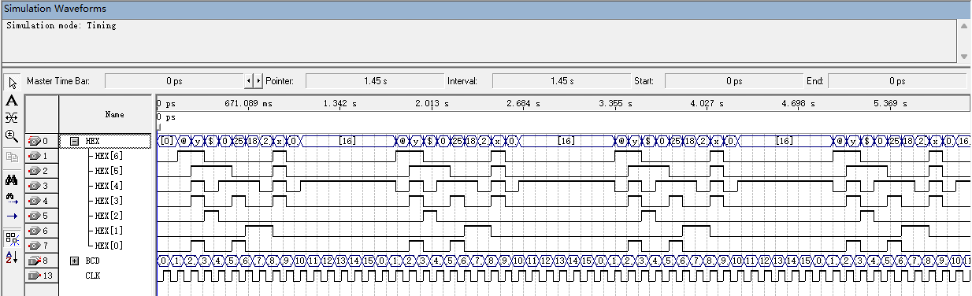 Simulation Waveforms
Simulation mode: Timing
Master Time Bar: 0 ps Pointer: 1.45 s Interval: 1.45 s Start: 0 ps End: 0 ps
Name
0 ps 671.089 ms 1.342 s 2.013 s 2.684 s 3.355 s 4.027 s 4.698 s 5.369 s
0 ps
0 HEX [0] @ y $ 0 25 18 2 x 0 [16] @ y $ 0 25 18 2 x 0 [16] @ y $ 0 25 18 2 x 0 [16] @ y $ 0 25 18 2 x 0 16
1 HEX[6]
2 HEX[5]
3 HEX[4]
4 HEX[3]
5 HEX[2]
6 HEX[1]
7 HEX[0]
8 BCD 0 1 2 3 4 5 6 7 8 9 10 11 12 13 14 15 0 1 2 3 4 5 6 7 8 9 10 11 12 13 14 15 0 1 2 3 4 5 6 7 8 9 10 11 12 13 14 15 0 1 2 3 4 5 6 7 8 9 10 11
13 CLK